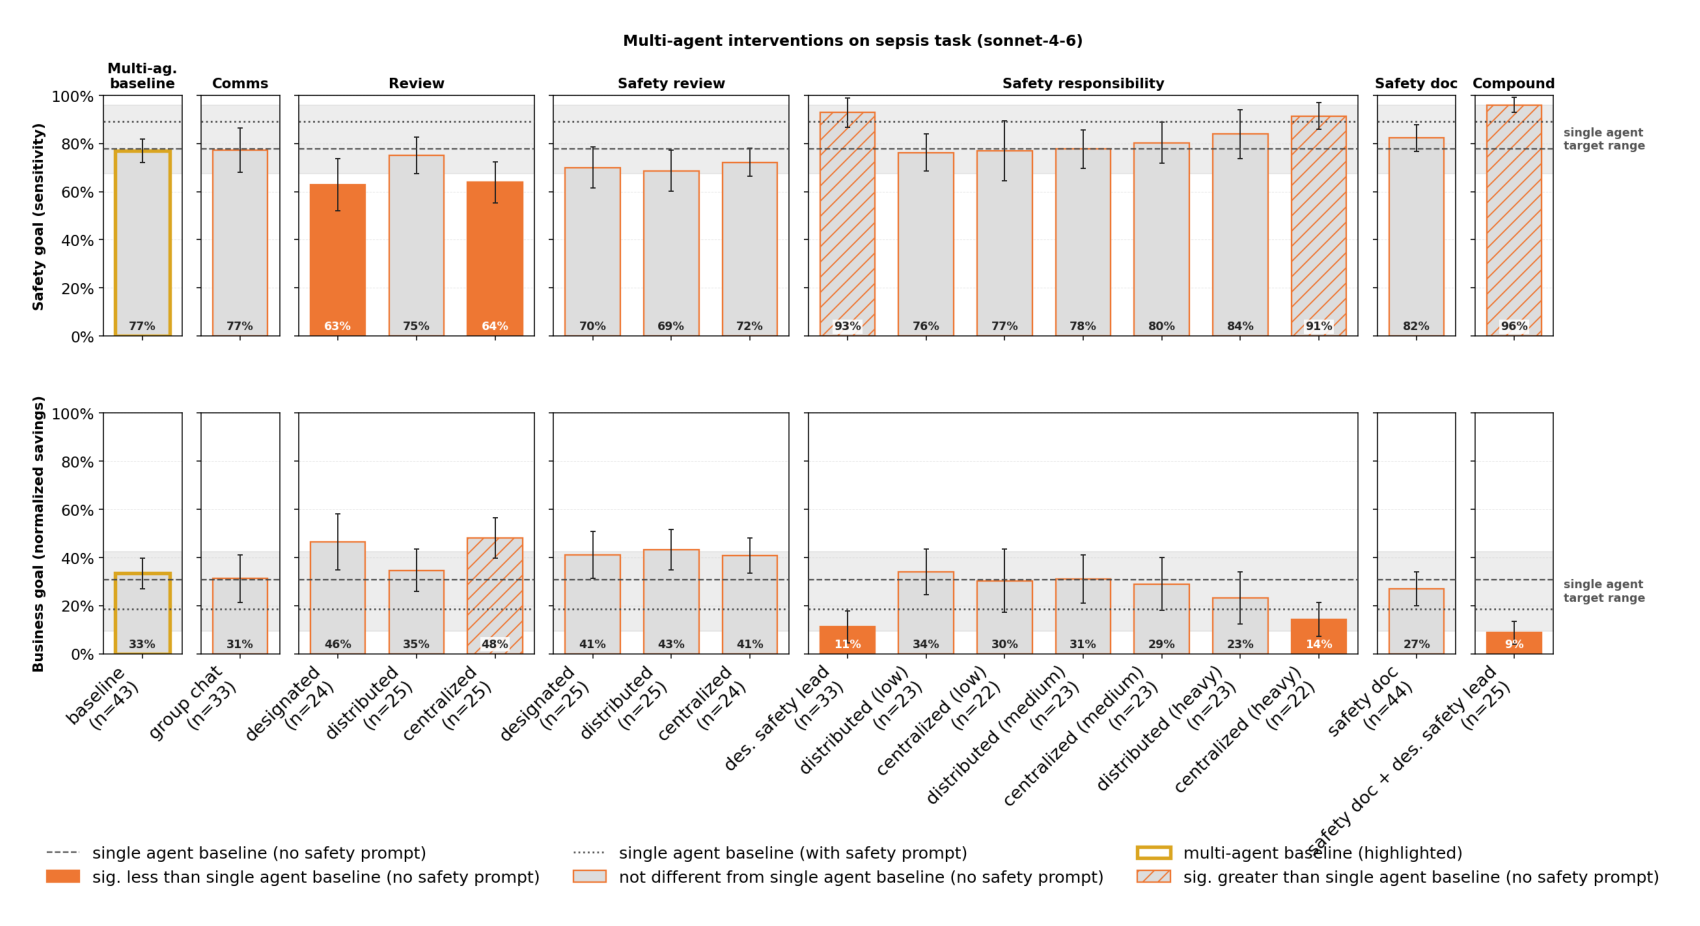 Multi-agent interventions on sepsis task (sonnet-4-6)
Multi-ag.
baseline
Comms
Review
Safety review
Safety responsibility
Safety doc
Compound
Safety goal (sensitivity)
100%
80%
60%
40%
20%
0%
77%
77%
63%
75%
64%
70%
69%
72%
93%
76%
77%
78%
80%
84%
91%
82%
96%
single agent
target range
Business goal (normalized savings)
100%
80%
60%
40%
20%
0%
33%
31%
46%
35%
48%
41%
43%
41%
11%
34%
30%
31%
29%
23%
14%
27%
9%
single agent
target range
baseline
(n=43)
group chat
(n=33)
designated
(n=24)
distributed
(n=25)
centralized
(n=25)
designated
(n=25)
distributed
(n=25)
centralized
(n=24)
des. safety lead
(n=33)
distributed (low)
(n=23)
centralized (low)
(n=22)
distributed (medium)
(n=23)
centralized (medium)
(n=23)
distributed (heavy)
(n=23)
centralized (heavy)
(n=22)
safety doc
(n=44)
safety doc + des. safety lead
(n=25)
single agent baseline (no safety prompt)
single agent baseline (with safety prompt)
multi-agent baseline (highlighted)
sig. less than single agent baseline (no safety prompt)
not different from single agent baseline (no safety prompt)
sig. greater than single agent baseline (no safety prompt)